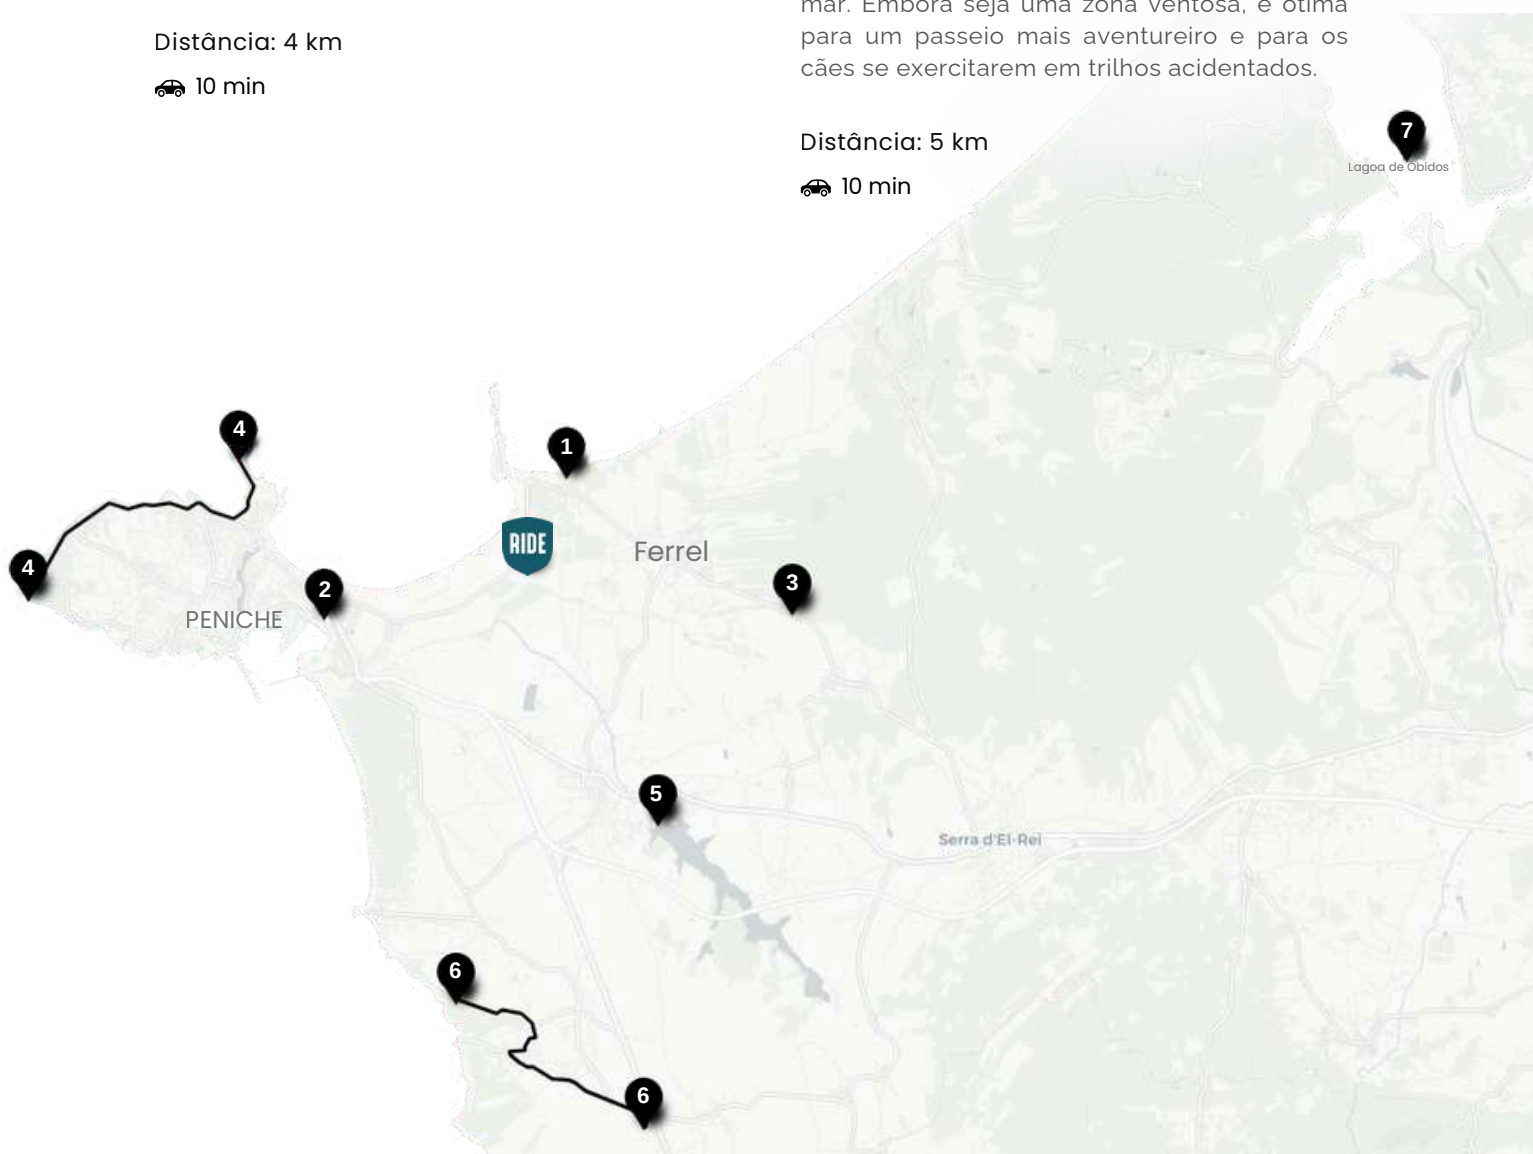 Distância: 4 km
10 min
mar. Embora seja uma zona ventosa, é ótima
para um passeio mais aventureiro e para os
cães se exercitarem em trilhos acidentados.
Distância: 5 km
10 min
7
Lagoa de Óbidos
4
1
RIDE
Ferrel
4
2
3
PENICHE
5
Serra d'El-Rei
6
6